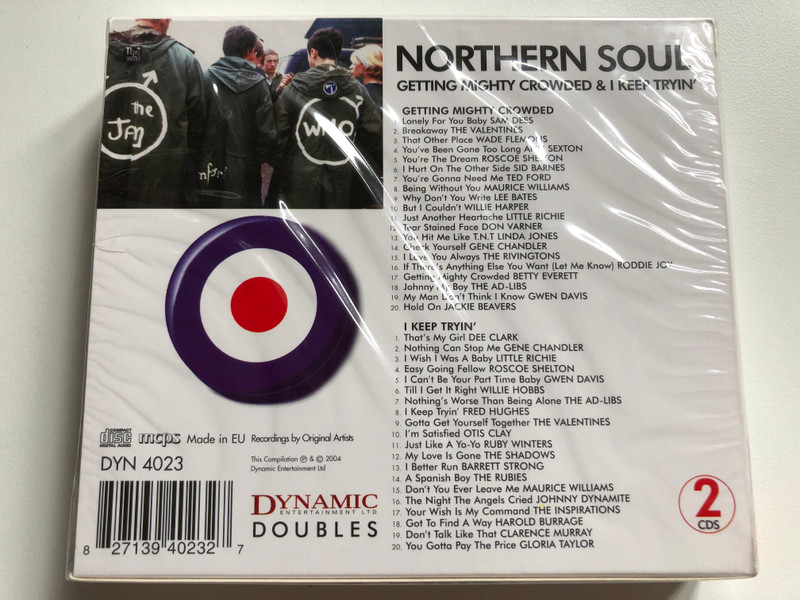 The
Who
the
JAM
nfsc
WHO
NORTHERN SOUL
GETTING MIGHTY CROWDED & I KEEP TRYIN'
GETTING MIGHTY CROWDED
1. Lonely For You Baby SAM DEES
2. Breakaway THE VALENTINES
3. That Other Place WADE FLEMONS
4. You've Been Gone Too Long ANN SEXTON
5. You're The Dream ROSCOE SHELTON
6. I Hurt On The Other Side SID BARNES
7. You're Gonna Need Me TED FORD
8. Being Without You MAURICE WILLIAMS
9. Why Don't You Write LEE BATES
10. But I Couldn't WILLIE HARPER
11. Just Another Heartache LITTLE RICHIE
12. Tear Stained Face DON VARNER
13. You Hit Me Like T.N.T LINDA JONES
14. Check Yourself GENE CHANDLER
15. I Love You Always THE RIVINGTONS
16. If There's Anything Else You Want (Let Me Know) RODDIE JOY
17. Getting Mighty Crowded BETTY EVERETT
18. Johnny My Boy THE AD-LIBS
19. My Man Don't Think I Know GWEN DAVIS
20. Hold On JACKIE BEAVERS
I KEEP TRYIN'
1. That's My Girl DEE CLARK
2. Nothing Can Stop Me GENE CHANDLER
3. I Wish I Was A Baby LITTLE RICHIE
4. Easy Going Fellow ROSCOE SHELTON
5. I Can't Be Your Part Time Baby GWEN DAVIS
6. Till I Get It Right WILLIE HOBBS
7. Nothing's Worse Than Being Alone THE AD-LIBS
8. I Keep Tryin' FRED HUGHES
9. Gotta Get Yourself Together THE VALENTINES
10. I'm Satisfied OTIS CLAY
11. Just Like A Yo-Yo RUBY WINTERS
12. My Love Is Gone THE SHADOWS
13. I Better Run BARRETT STRONG
14. A Spanish Boy THE RUBIES
15. Don't You Ever Leave Me MAURICE WILLIAMS
16. The Night The Angels Cried JOHNNY DYNAMITE
17. Your Wish Is My Command THE INSPIRATIONS
18. Got To Find A Way HAROLD BURRAGE
19. Don't Talk Like That CLARENCE MURRAY
20. You Gotta Pay The Price GLORIA TAYLOR
COMPACT disc DIGITAL AUDIO mcps Made in EU Recordings by Original Artists
DYN 4023
This Compilation ℗ & © 2004
Dynamic Entertainment Ltd
DYNAMIC
ENTERTAINMENT LTD
DOUBLES
8 27139 40232 7
2
CDS